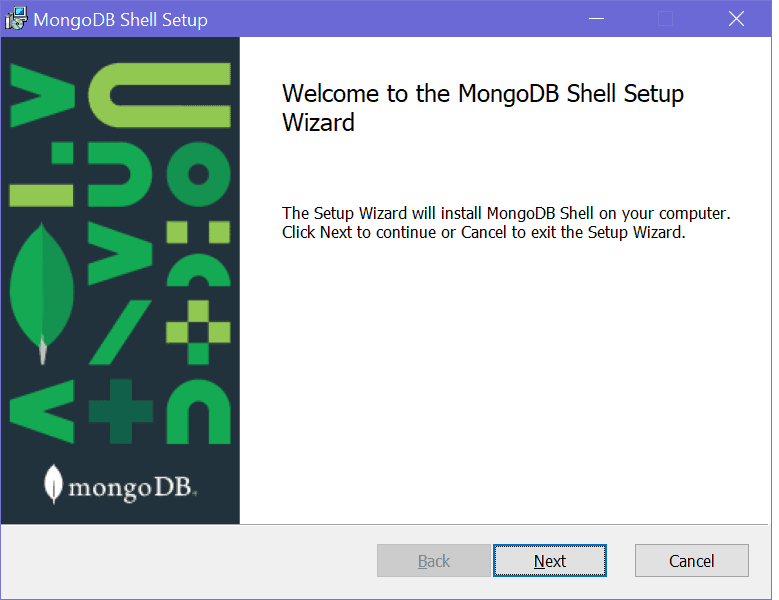 MongoDB Shell Setup
Welcome to the MongoDB Shell Setup
Wizard
The Setup Wizard will install MongoDB Shell on your computer.
Click Next to continue or Cancel to exit the Setup Wizard.
mongoDB.
Back
Next
Cancel